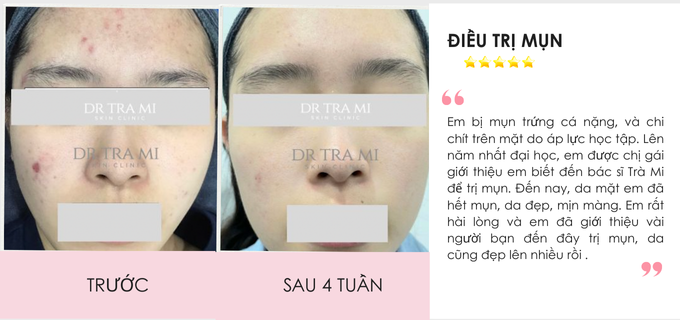 DR TRA MI
SKIN CLINIC
DR TRA MI
SKIN CLINIC
TRƯỚC
DR TRA MI
SKIN CLINIC
DR TRA MI
SKIN CLINIC
SAU 4 TUẦN
ĐIỀU TRỊ MỤN
“
Em bị mụn trứng cá nặng, và chi
chít trên mặt do áp lực học tập. Lên
năm nhất đại học, em được chị gái
giới thiệu em biết đến bác sĩ Trà Mi
để trị mụn. Đến nay, da mặt em đã
hết mụn, da đẹp, mịn màng. Em rất
hài lòng và em đã giới thiệu vài
người bạn đến đây trị mụn, da
cũng đẹp lên nhiều rồi .
”